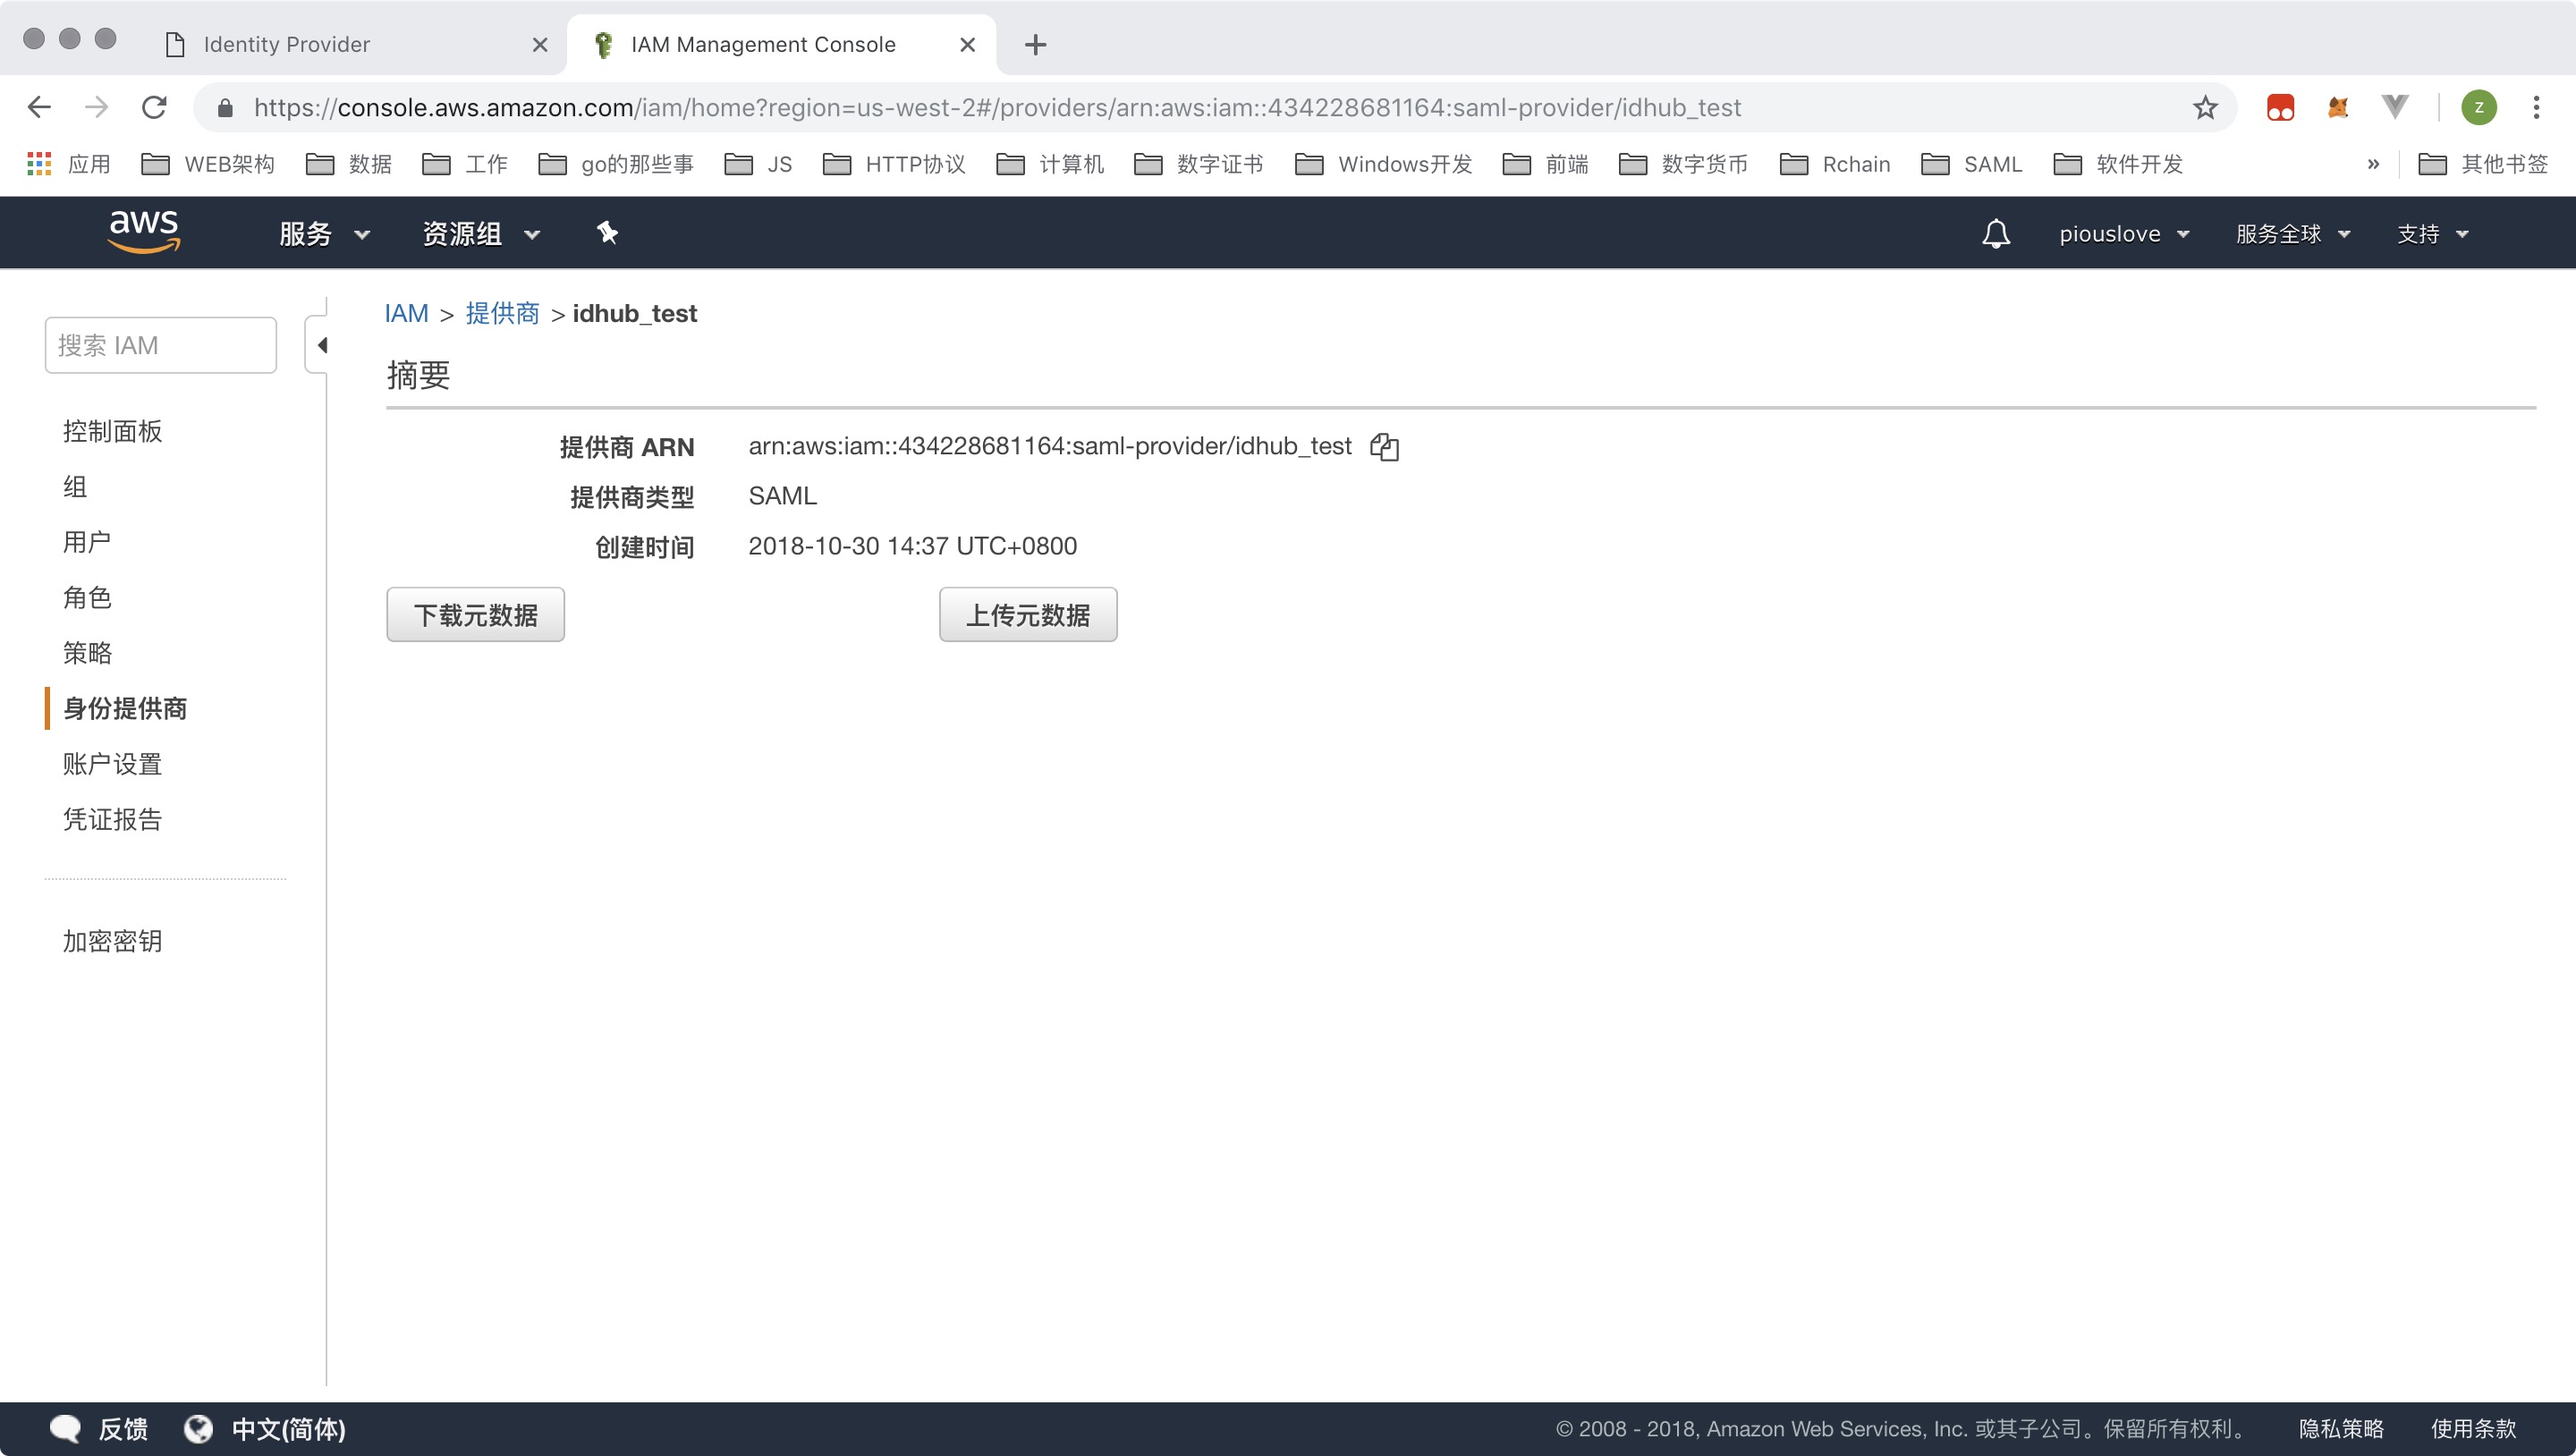 Identity Provider
IAM Management Console
https://console.aws.amazon.com/iam/home?region=us-west-2#/providers/arn:aws:iam::434228681164:saml-provider/idhub_test
z
应用 WEB架构 数据 工作 go的那些事 JS HTTP协议 计算机 数字证书 Windows开发 前端 数字货币 Rchain SAML 软件开发 » 其他书签
aws 服务 资源组 piouslove 服务全球 支持
搜索 IAM
控制面板
组
用户
角色
策略
身份提供商
账户设置
凭证报告
加密密钥
IAM > 提供商 > idhub_test
摘要
提供商 ARN arn:aws:iam::434228681164:saml-provider/idhub_test
提供商类型 SAML
创建时间 2018-10-30 14:37 UTC+0800
下载元数据 上传元数据
反馈 中文(简体) © 2008 - 2018, Amazon Web Services, Inc. 或其子公司。保留所有权利。 隐私策略 使用条款